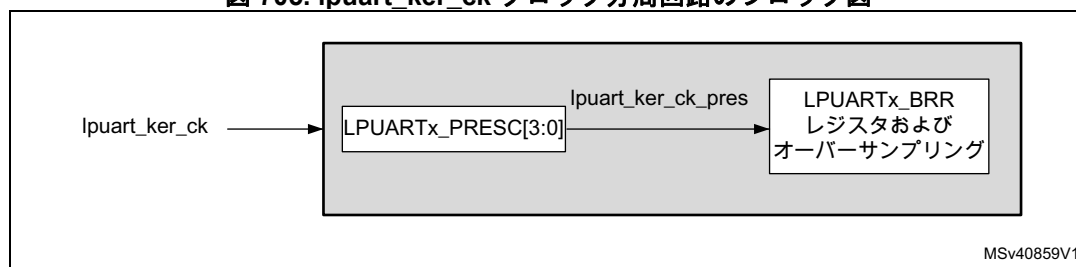 lpuart_ker_ck
LPUARTx_PRESC[3:0]
lpuart_ker_ck_pres
LPUARTx_BRR
レジスタおよび
オーバーサンプリング
MSv40859V1